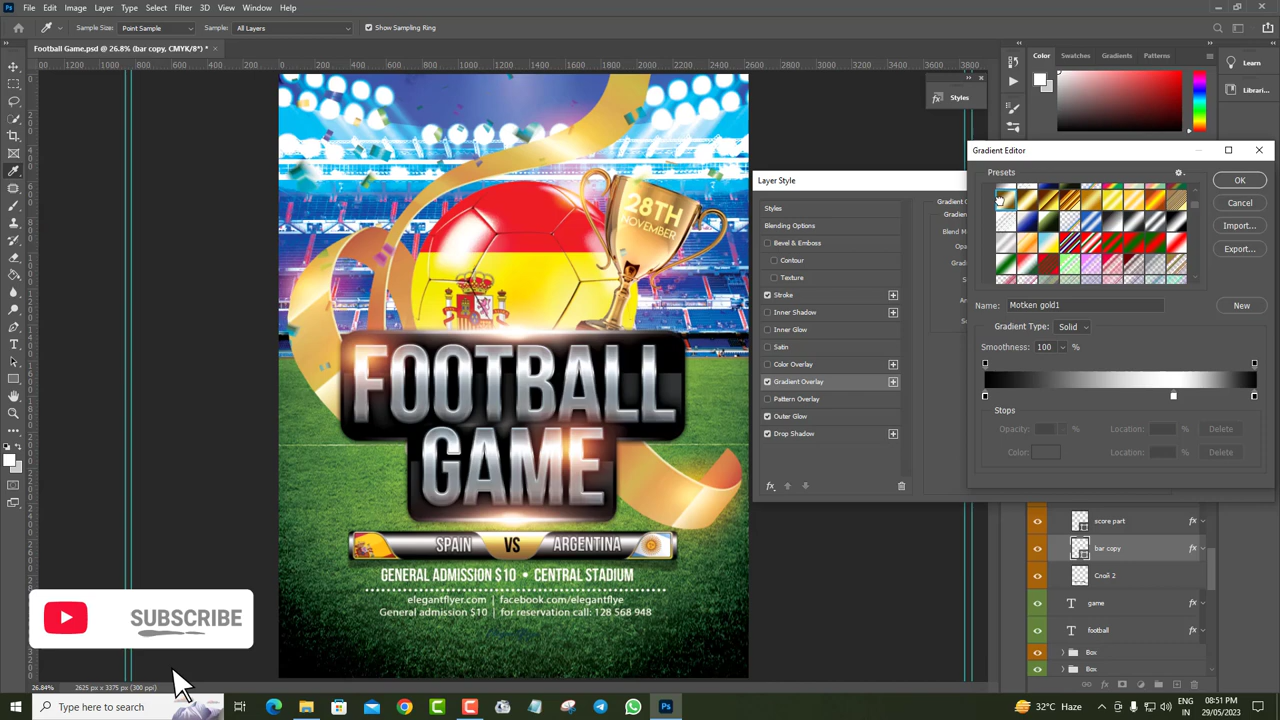 Ps File Edit Image Layer Type Select Filter 3D View Window Help
Sample Size: Point Sample Sample: All Layers Show Sampling Ring
Football Game.psd @ 26.8% (bar copy, CMYK/8*) *
Color Swatches Gradients Patterns
Learn
Librari...
Styles
Gradient Editor
Presets
OK
Cancel
Import...
Export...
Name: Motken gold1
New
Gradient Type: Solid
Smoothness: 100 %
Stops
Opacity: % Location: % Delete
Color: Location: % Delete
Layer Style
Styles
Blending Options
Bevel & Emboss
Contour
Texture
Stroke
Inner Shadow
Inner Glow
Satin
Color Overlay
Gradient Overlay
Pattern Overlay
Outer Glow
Drop Shadow
28TH
NOVEMBER
FOOTBALL
GAME
SPAIN VS ARGENTINA
GENERAL ADMISSION $10 • CENTRAL STADIUM
elegantflyer.com | facebook.com/elegantflye
General admission $10 | for reservation call: 128 568 948
score part fx
bar copy fx
Слой 2
game
football fx
Box
Box
SUBSCRIBE
26.84% 2625 px x 3375 px (300 ppi)
Type here to search
32°C Haze
ENG
IN
08:51 PM
29/05/2023